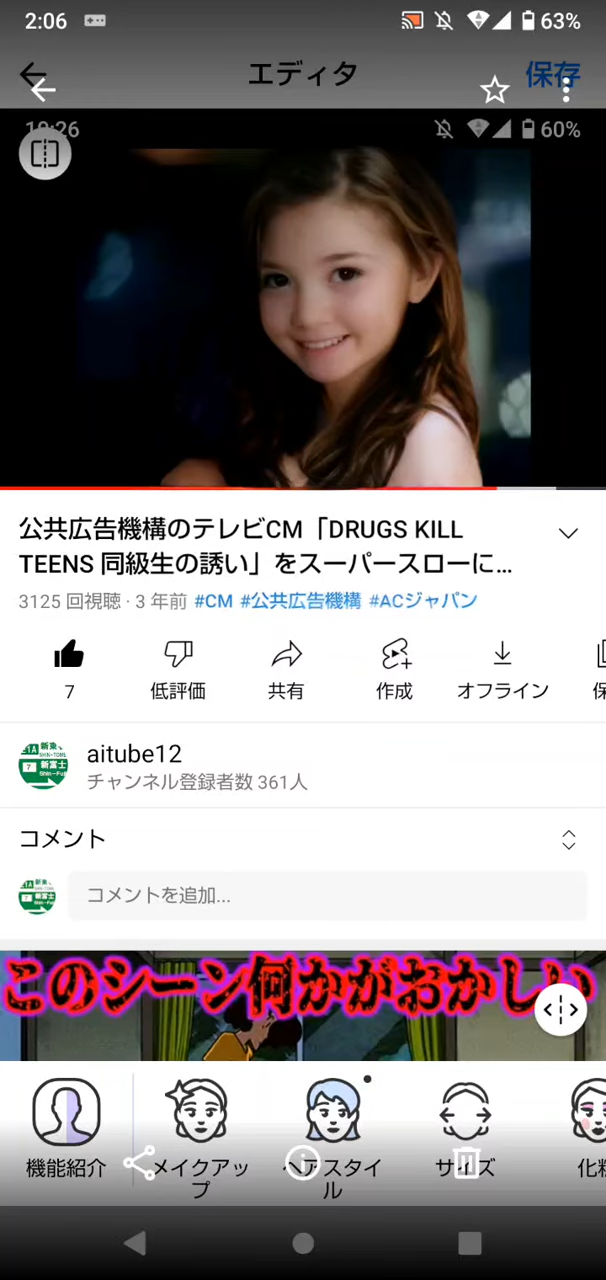 2:06
63%
エディタ
保存
10:26
60%
公共広告機構のテレビCM「DRUGS KILL
TEENS 同級生の誘い」をスーパースローに...
3125 回視聴・3 年前 #CM #公共広告機構 #ACジャパン
7
低評価
共有
作成
オフライン
保
aitube12
チャンネル登録者数 361人
コメント
コメントを追加...
このシーン何かがおかしい
機能紹介
メイクアッ
プ
ヘアスタイ
ル
サイズ
化粧